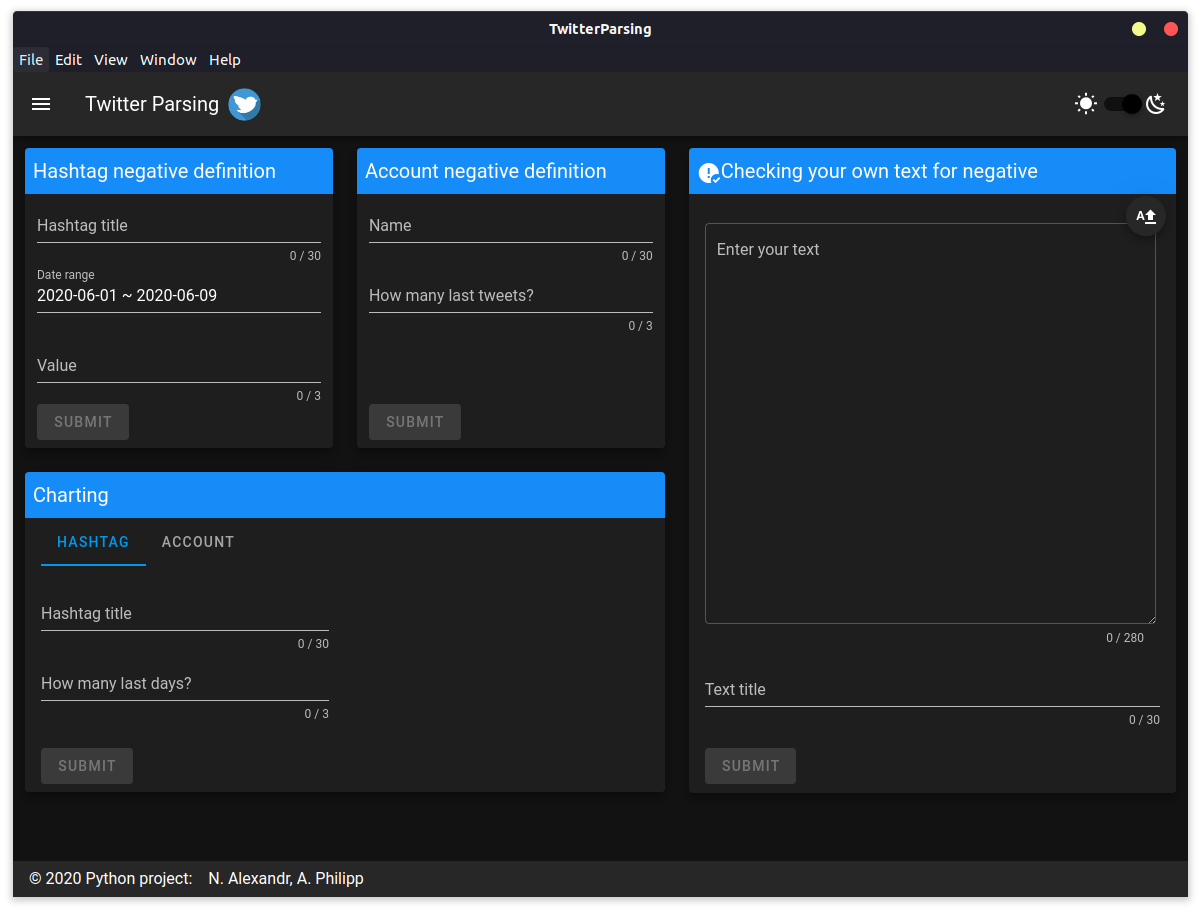 TwitterParsing
File Edit View Window Help
Twitter Parsing
Hashtag negative definition
Hashtag title
0 / 30
Date range
2020-06-01 ~ 2020-06-09
Value
0 / 3
SUBMIT
Account negative definition
Name
0 / 30
How many last tweets?
0 / 3
SUBMIT
Checking your own text for negative
A
Enter your text
0 / 280
Text title
0 / 30
SUBMIT
Charting
HASHTAG ACCOUNT
Hashtag title
0 / 30
How many last days?
0 / 3
SUBMIT
© 2020 Python project: N. Alexandr, A. Philipp